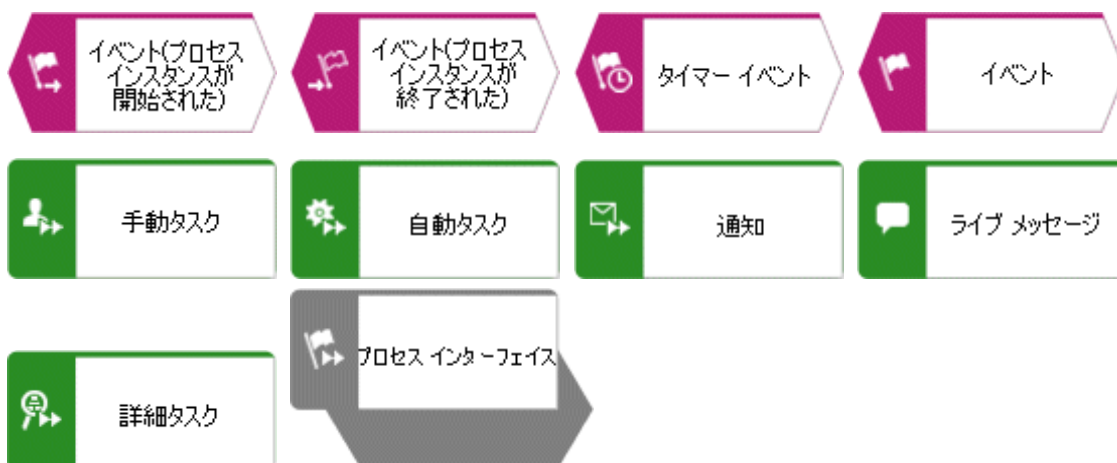 イベント(プロセス
インスタンスが
開始された)
イベント(プロセス
インスタンスが
終了された)
タイマー イベント
イベント
手動タスク
自動タスク
通知
ライブ メッセージ
プロセス インターフェイス
詳細タスク